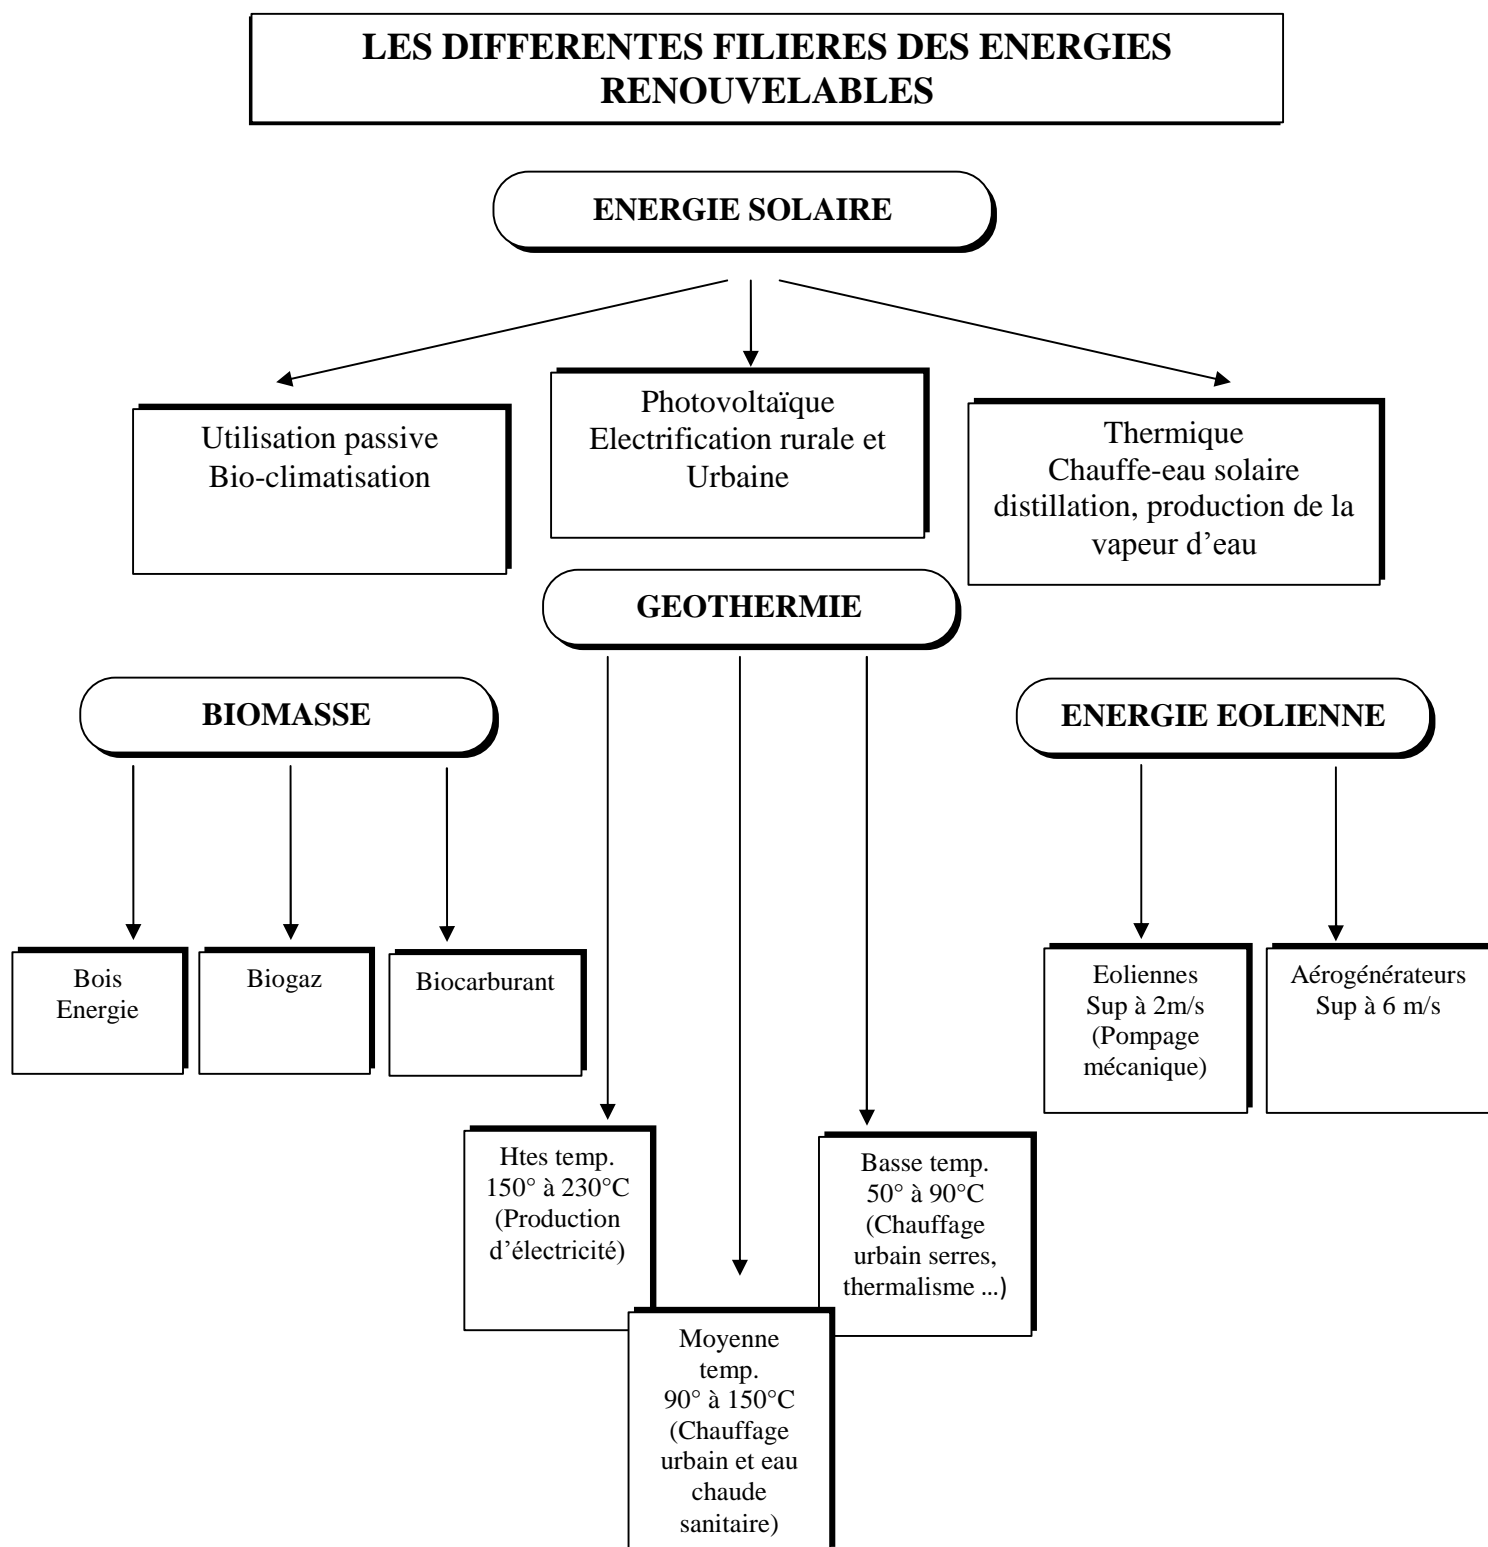 LES DIFFERENTES FILIERES DES ENERGIES
RENOUVELABLES
ENERGIE SOLAIRE
Utilisation passive
Bio-climatisation
Photovoltaïque
Electrification rurale et
Urbaine
Thermique
Chauffe-eau solaire
distillation, production de la
vapeur d’eau
GEOTHERMIE
BIOMASSE
ENERGIE EOLIENNE
Bois
Energie
Biogaz
Biocarburant
Eoliennes
Sup à 2m/s
(Pompage
mécanique)
Aérogénérateurs
Sup à 6 m/s
Htes temp.
150° à 230°C
(Production
d’électricité)
Basse temp.
50° à 90°C
(Chauffage
urbain serres,
thermalisme ...)
Moyenne
temp.
90° à 150°C
(Chauffage
urbain et eau
chaude
sanitaire)